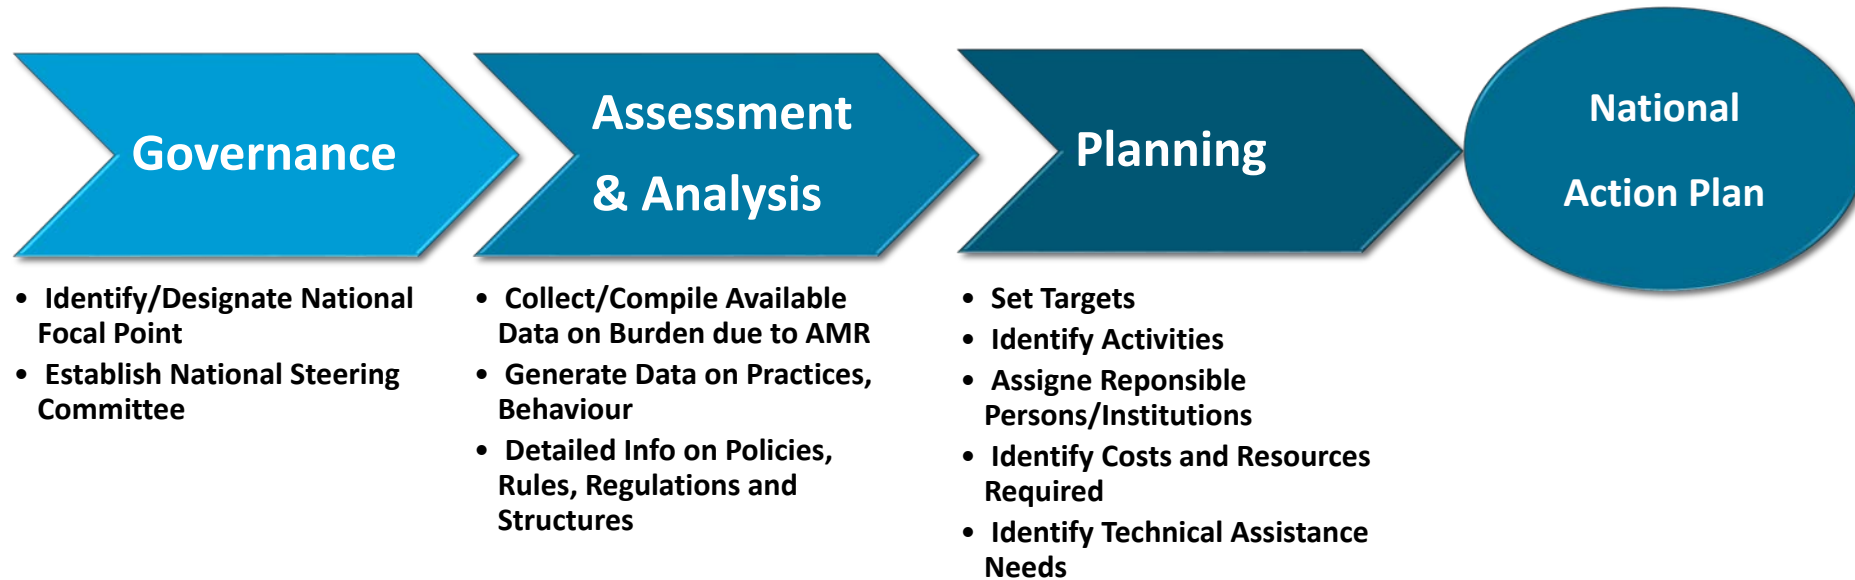 Governance
Assessment
& Analysis
Planning
National
Action Plan
• Identify/Designate National
Focal Point
• Establish National Steering
Committee
• Collect/Compile Available
Data on Burden due to AMR
• Generate Data on Practices,
Behaviour
• Detailed Info on Policies,
Rules, Regulations and
Structures
• Set Targets
• Identify Activities
• Assigne Reponsible
Persons/Institutions
• Identify Costs and Resources
Required
• Identify Technical Assistance
Needs